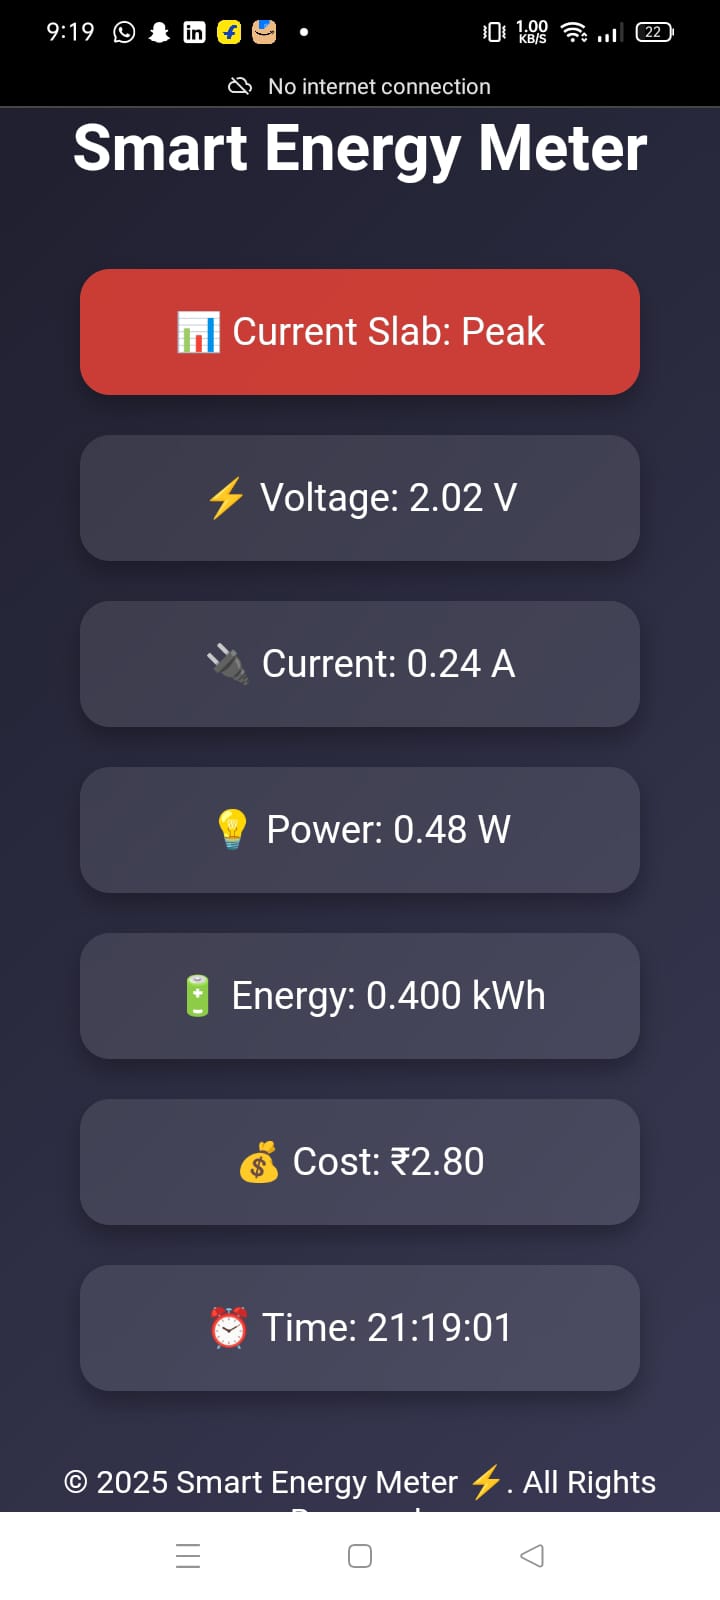 9:19
1.00
KB/S
22
No internet connection
Smart Energy Meter
📊 Current Slab: Peak
⚡ Voltage: 2.02 V
🔌 Current: 0.24 A
💡 Power: 0.48 W
🔋 Energy: 0.400 kWh
💰 Cost: ₹2.80
⏰ Time: 21:19:01
© 2025 Smart Energy Meter ⚡. All Rights